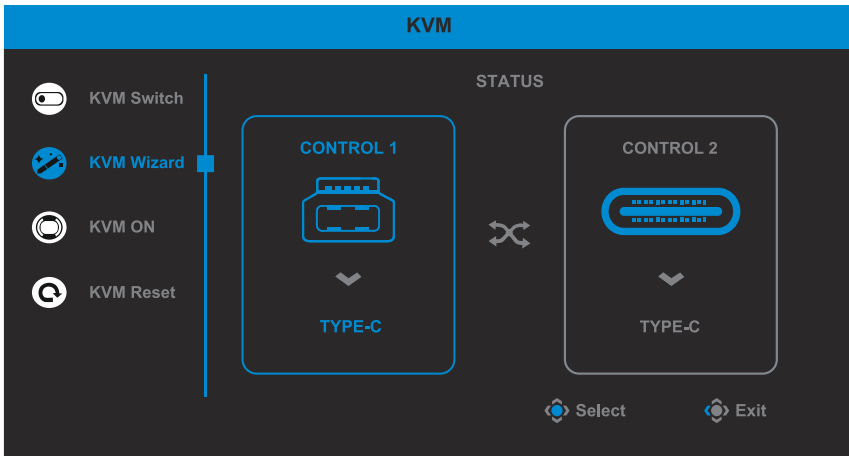 KVM
KVM Switch
KVM Wizard
KVM ON
KVM Reset
STATUS
CONTROL 1
TYPE-C
CONTROL 2
TYPE-C
Select
Exit